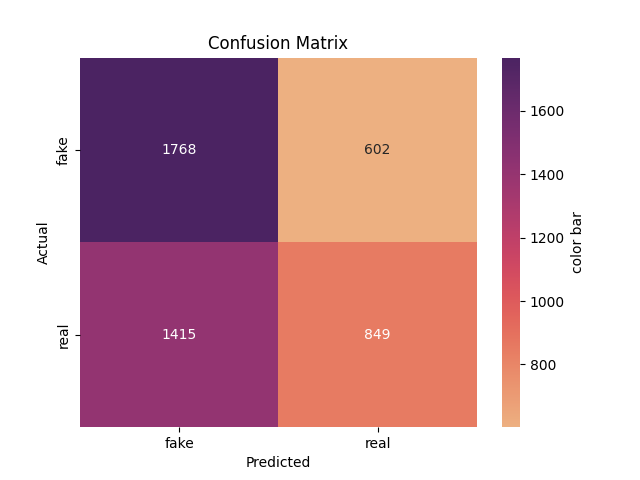 Confusion Matrix
Actual
fake
real
1768
602
1415
849
fake
real
Predicted
1600
1400
1200
1000
800
color bar